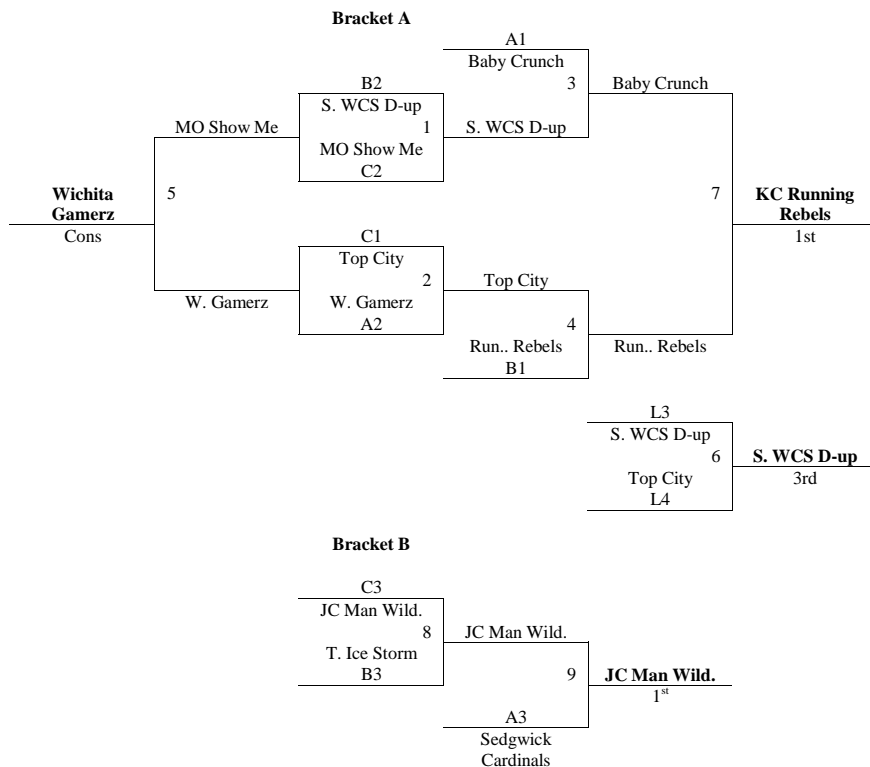 Bracket A
A1
Baby Crunch
3
Baby Crunch
B2
S. WCS D-up
1
S. WCS D-up
MO Show Me
MO Show Me
C2
5
Wichita
Gamerz
Cons
7
KC Running
Rebels
1st
C1
Top City
2
Top City
W. Gamerz
W. Gamerz
A2
4
Run.. Rebels
Run.. Rebels
B1
L3
S. WCS D-up
6
S. WCS D-up
3rd
Top City
L4
Bracket B
C3
JC Man Wild.
8
JC Man Wild.
T. Ice Storm
B3
9
JC Man Wild.
1st
A3
Sedgwick
Cardinals